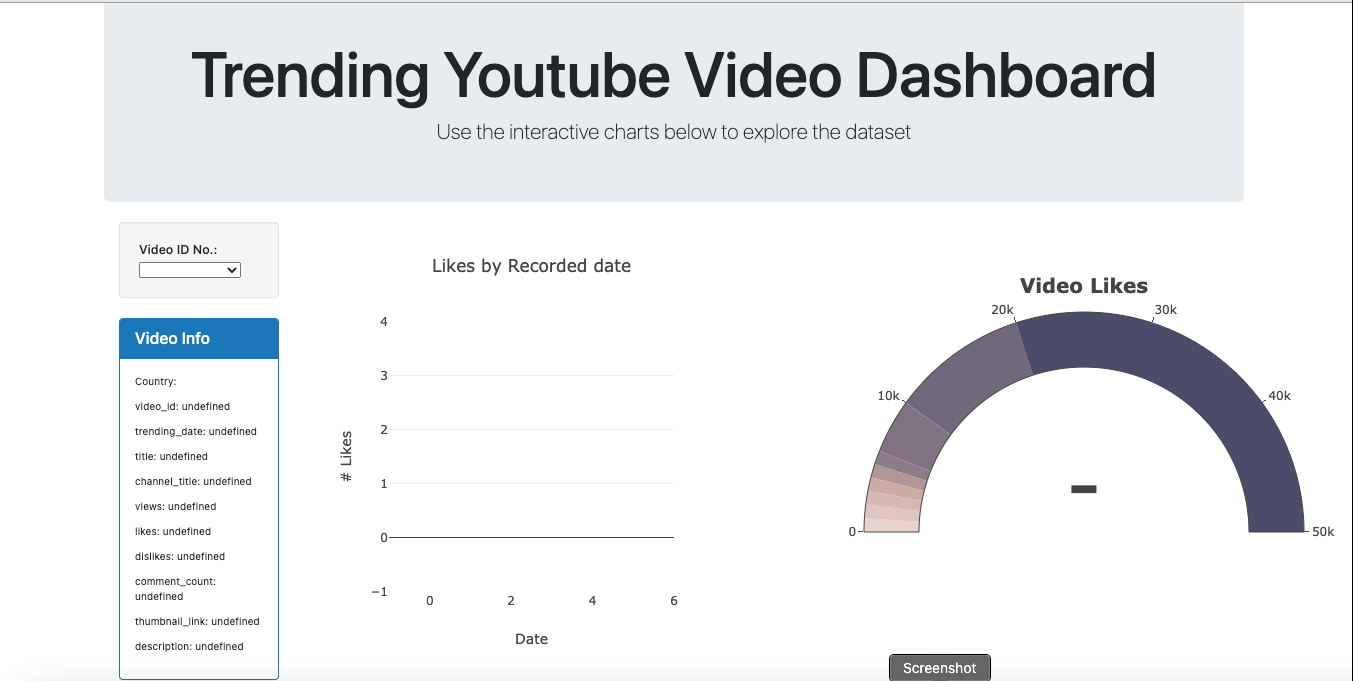 Trending Youtube Video Dashboard
Use the interactive charts below to explore the dataset
Video ID No.:
Video Info
Country:
video_id: undefined
trending_date: undefined
title: undefined
channel_title: undefined
views: undefined
likes: undefined
dislikes: undefined
comment_count:
undefined
thumbnail_link: undefined
description: undefined
Likes by Recorded date
4
3
2
1
0
−1
# Likes
0 2 4 6
Date
Video Likes
0
10k
20k
30k
40k
50k
Screenshot